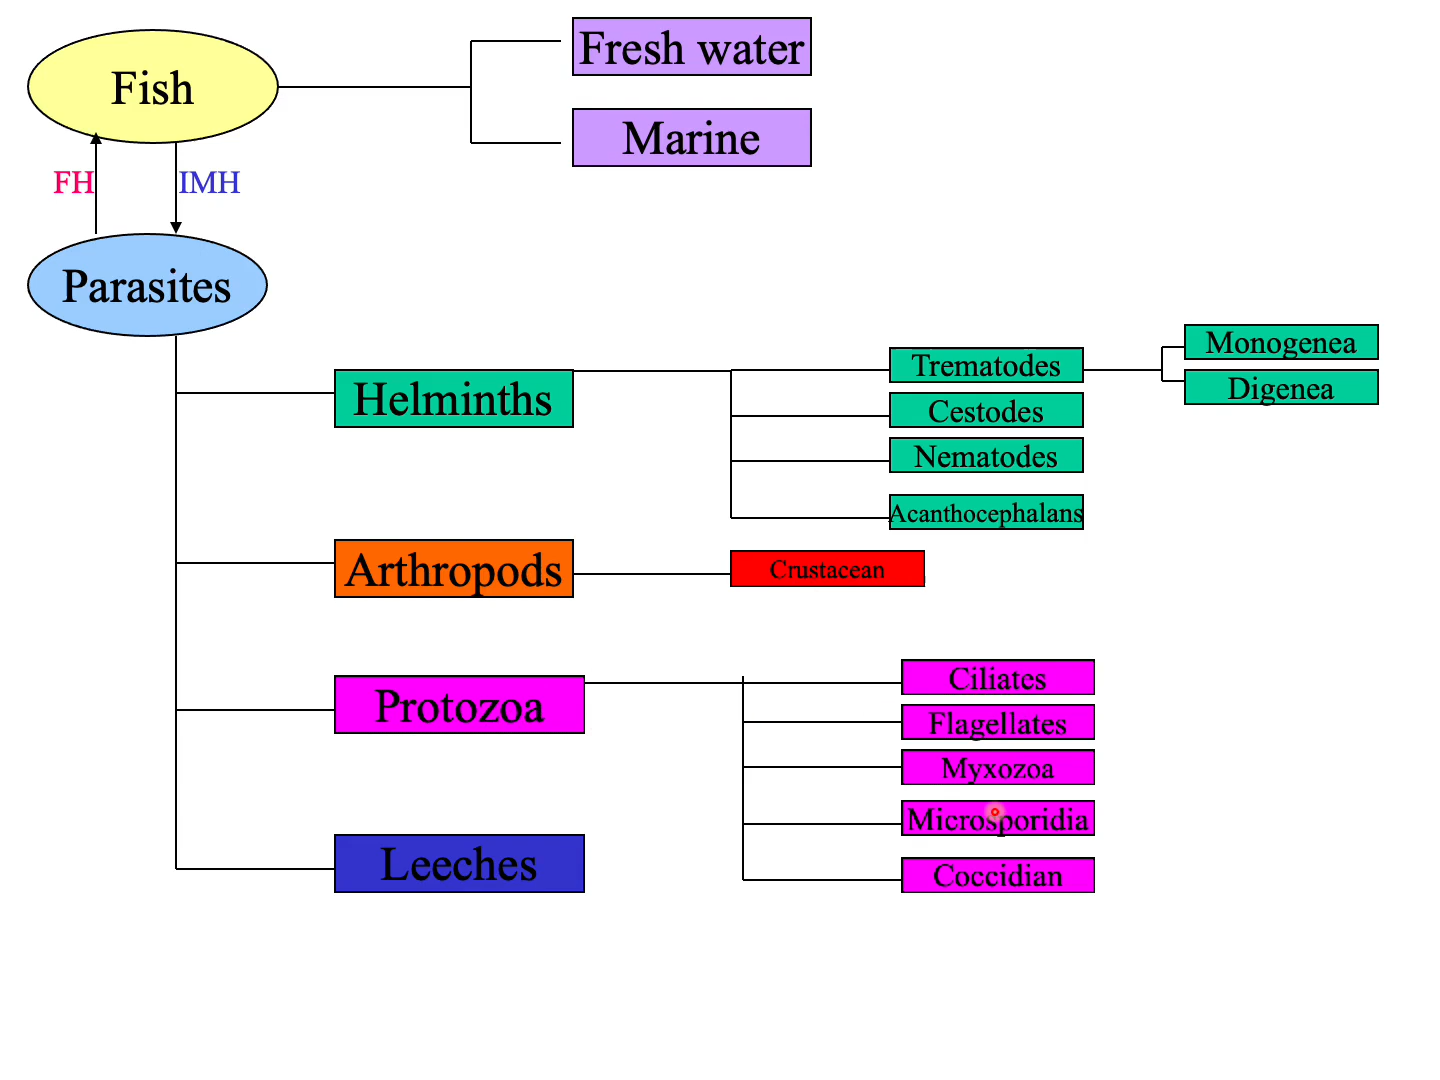 Fish
Fresh water
Marine
FH
IMH
Parasites
Helminths
Trematodes
Monogenea
Digenea
Cestodes
Nematodes
Acanthocephalans
Arthropods
Crustacean
Protozoa
Ciliates
Flagellates
Myxozoa
Microsporidia
Coccidian
Leeches